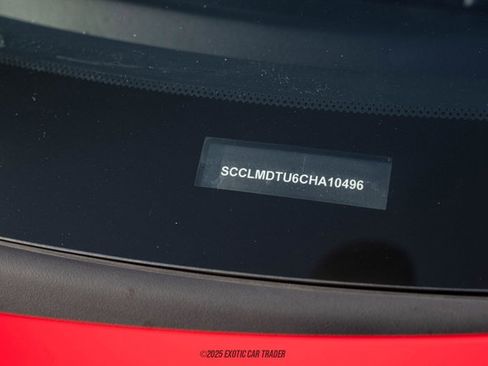 SCCLMDTU6CHA10496
©2025 EXOTIC CAR TRADER